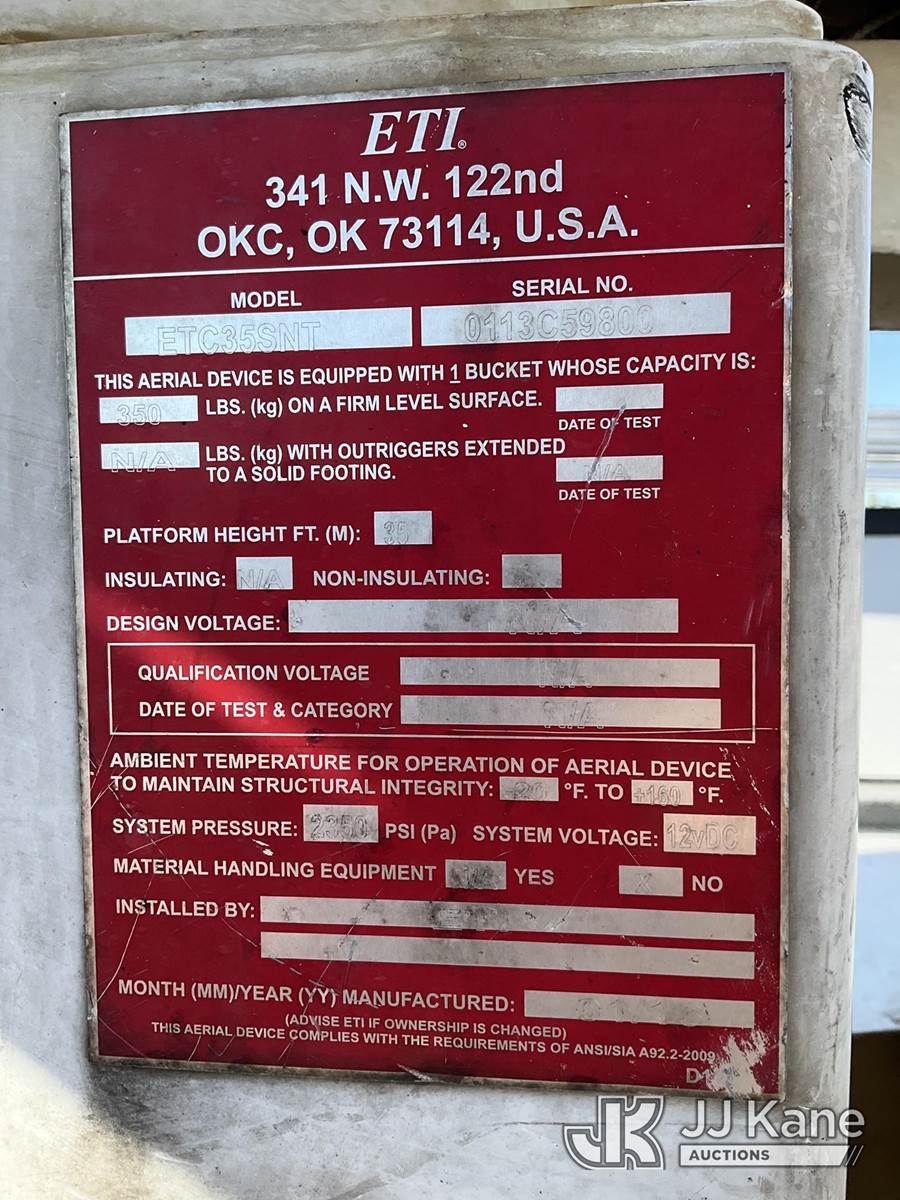 ETI®
341 N.W. 122nd
OKC, OK 73114, U.S.A.
MODEL SERIAL NO.
ETC35SNT 0113C59800
THIS AERIAL DEVICE IS EQUIPPED WITH 1 BUCKET WHOSE CAPACITY IS:
350 LBS. (kg) ON A FIRM LEVEL SURFACE.
DATE OF TEST
N/A LBS. (kg) WITH OUTRIGGERS EXTENDED
TO A SOLID FOOTING. N/A
DATE OF TEST
PLATFORM HEIGHT FT. (M): 35
INSULATING: N/A NON-INSULATING:
DESIGN VOLTAGE: N/A
QUALIFICATION VOLTAGE N/A
DATE OF TEST & CATEGORY N/A
AMBIENT TEMPERATURE FOR OPERATION OF AERIAL DEVICE
TO MAINTAIN STRUCTURAL INTEGRITY: -20 °F. TO +160 °F.
SYSTEM PRESSURE: 2350 PSI (Pa) SYSTEM VOLTAGE: 12vDC
MATERIAL HANDLING EQUIPMENT YES X NO
INSTALLED BY:
MONTH (MM)/YEAR (YY) MANUFACTURED:
(ADVISE ETI IF OWNERSHIP IS CHANGED)
THIS AERIAL DEVICE COMPLIES WITH THE REQUIREMENTS OF ANSI/SIA A92.2-2009
JK JJ Kane
AUCTIONS